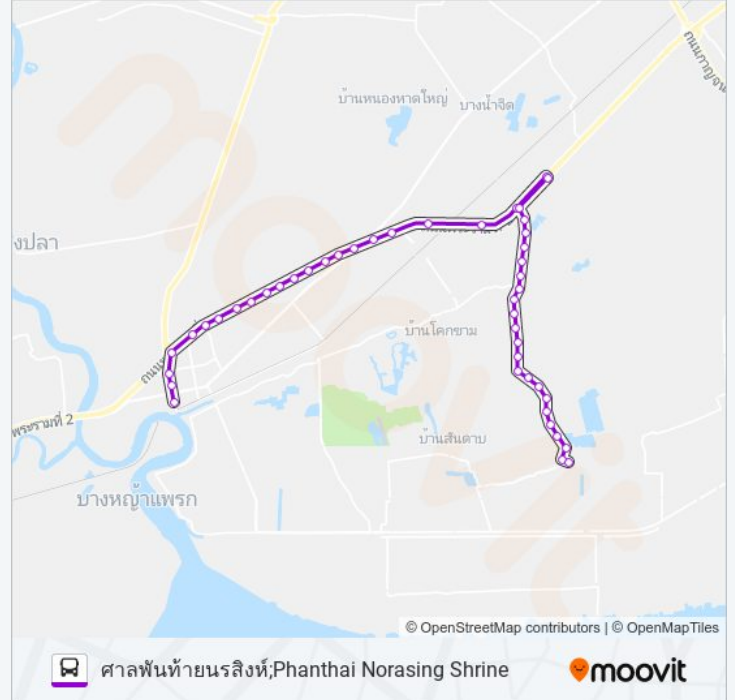 ถนนกาญจน
บ้านหนองหาดใหญ่
บางน้ำจืด
งปลา
บ้านโคกขาม
พระรามที่ 2
บ้านสันดาบ
บางหญ้าแพรก
moovit
© OpenStreetMap contributors | © OpenMapTiles
ศาลพันท้ายนรสิงห์;Phanthai Norasing Shrine
moovit